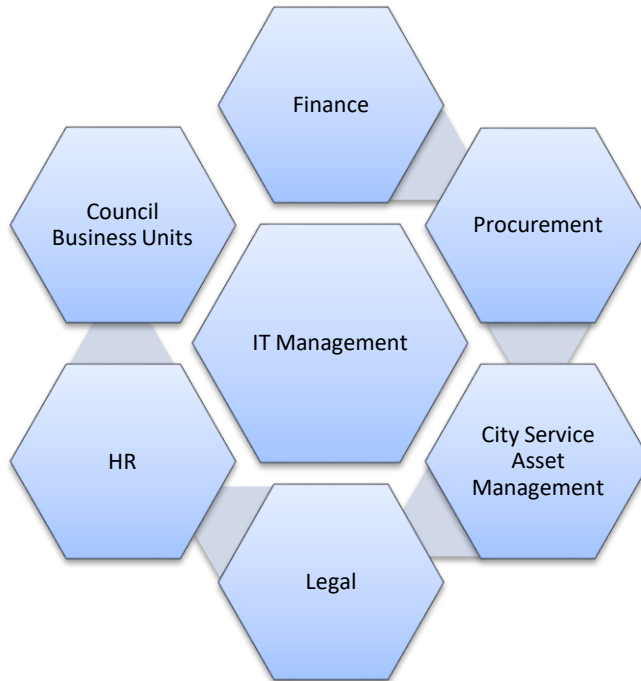 Finance
Council
Business Units
Procurement
IT Management
HR
City Service
Asset
Management
Legal